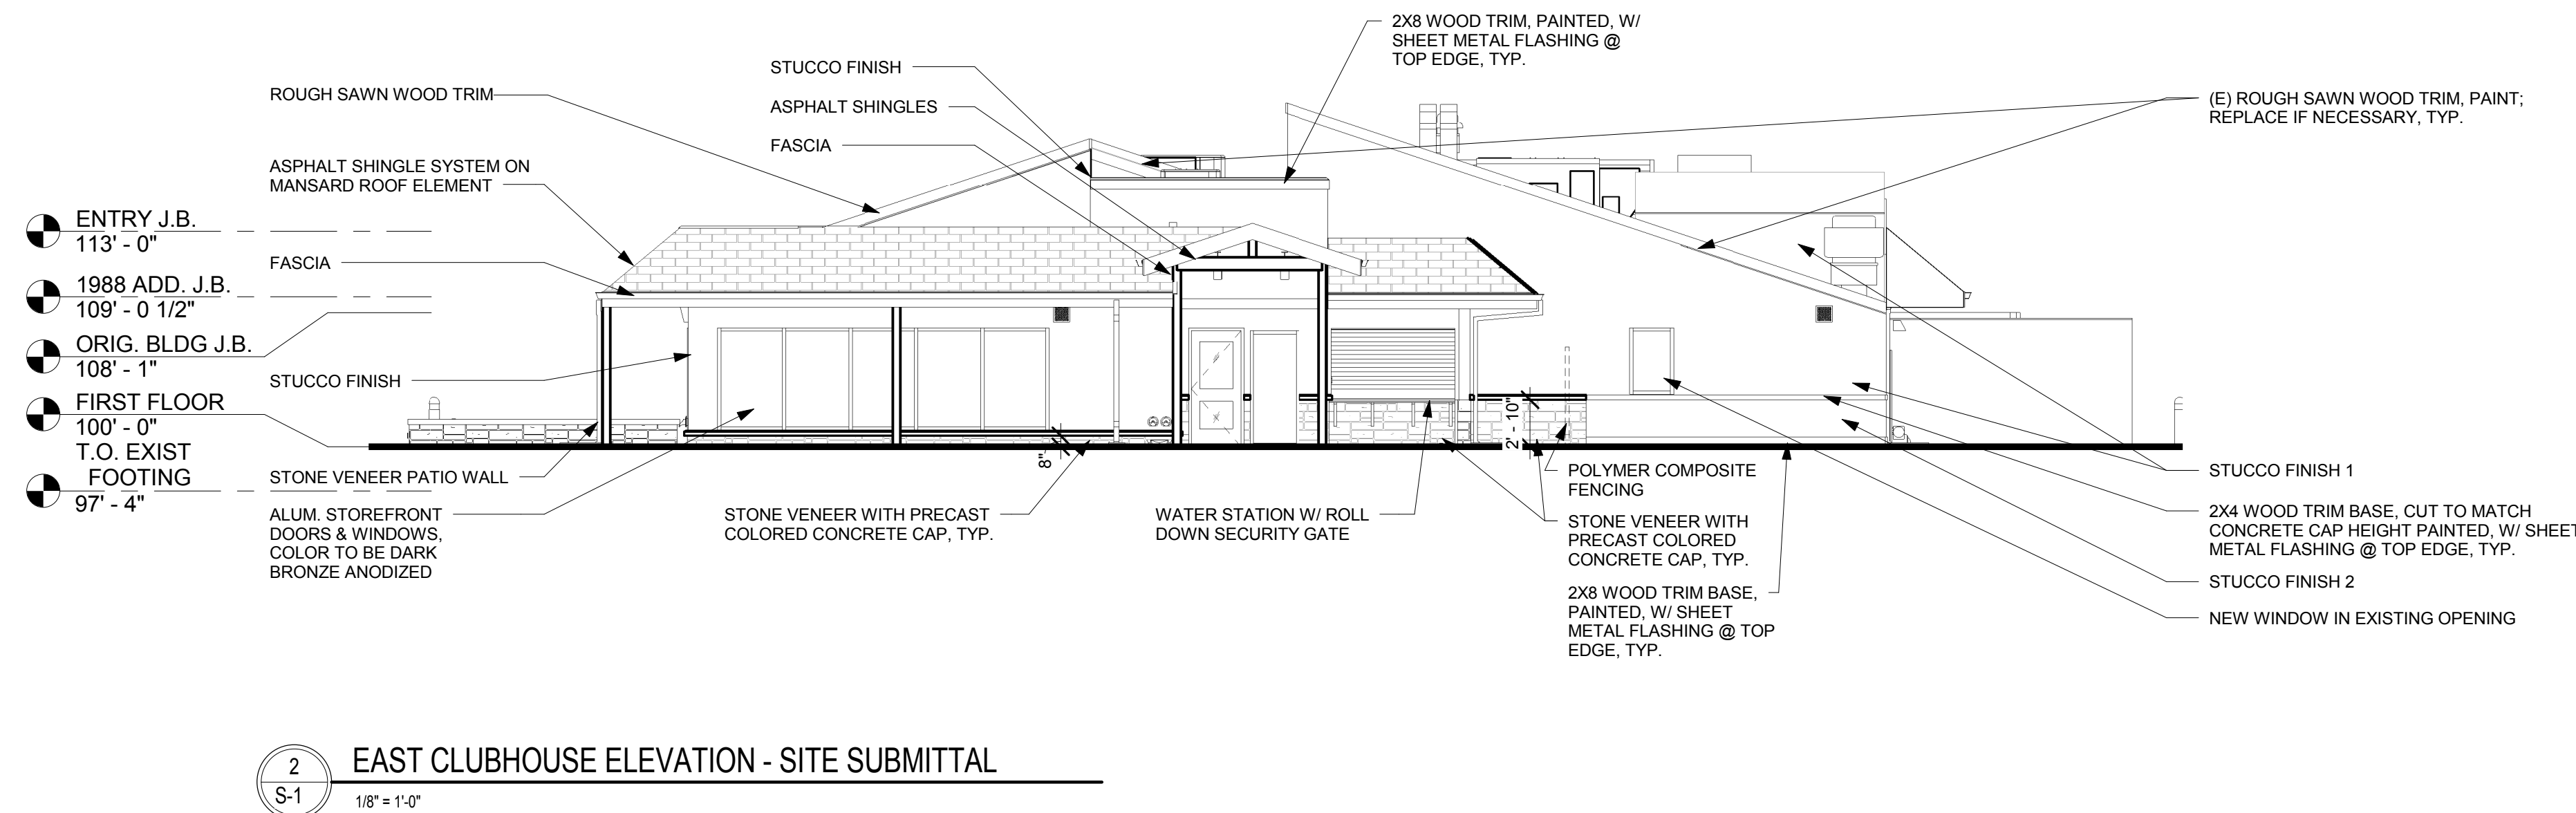 2X8 WOOD TRIM, PAINTED, W/
SHEET METAL FLASHING @
TOP EDGE, TYP.
STUCCO FINISH
ROUGH SAWN WOOD TRIM
ASPHALT SHINGLES
FASCIA
(E) ROUGH SAWN WOOD TRIM, PAINT;
REPLACE IF NECESSARY, TYP.
ASPHALT SHINGLE SYSTEM ON
MANSARD ROOF ELEMENT
ENTRY J.B.
113' - 0"
FASCIA
1988 ADD. J.B.
109' - 0 1/2"
ORIG. BLDG J.B.
108' - 1"
STUCCO FINISH
FIRST FLOOR
100' - 0"
T.O. EXIST
FOOTING
97' - 4"
STONE VENEER PATIO WALL
ALUM. STOREFRONT
DOORS & WINDOWS,
COLOR TO BE DARK
BRONZE ANODIZED
8"
STONE VENEER WITH PRECAST
COLORED CONCRETE CAP, TYP.
WATER STATION W/ ROLL
DOWN SECURITY GATE
2' - 10"
POLYMER COMPOSITE
FENCING
STONE VENEER WITH
PRECAST COLORED
CONCRETE CAP, TYP.
2X8 WOOD TRIM BASE,
PAINTED, W/ SHEET
METAL FLASHING @ TOP
EDGE, TYP.
STUCCO FINISH 1
2X4 WOOD TRIM BASE, CUT TO MATCH
CONCRETE CAP HEIGHT PAINTED, W/ SHEET
METAL FLASHING @ TOP EDGE, TYP.
STUCCO FINISH 2
NEW WINDOW IN EXISTING OPENING
2
S-1
EAST CLUBHOUSE ELEVATION - SITE SUBMITTAL
1/8" = 1'-0"